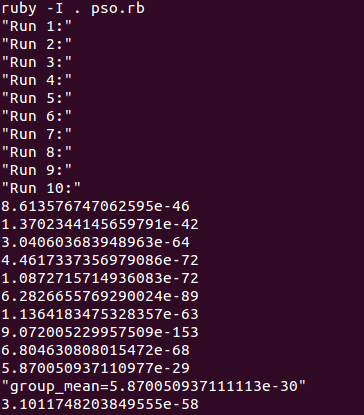 ruby -I . pso.rb
"Run 1:"
"Run 2:"
"Run 3:"
"Run 4:"
"Run 5:"
"Run 6:"
"Run 7:"
"Run 8:"
"Run 9:"
"Run 10:"
8.613576747062595e-46
1.3702344145659791e-42
3.040603683948963e-64
4.4617337356979086e-72
1.0872715714936083e-72
6.2826655769290024e-89
1.1364183475328357e-63
9.072005229957509e-153
6.804630808015472e-68
5.870050937110977e-29
"group_mean=5.870050937111113e-30"
3.1011748203849555e-58